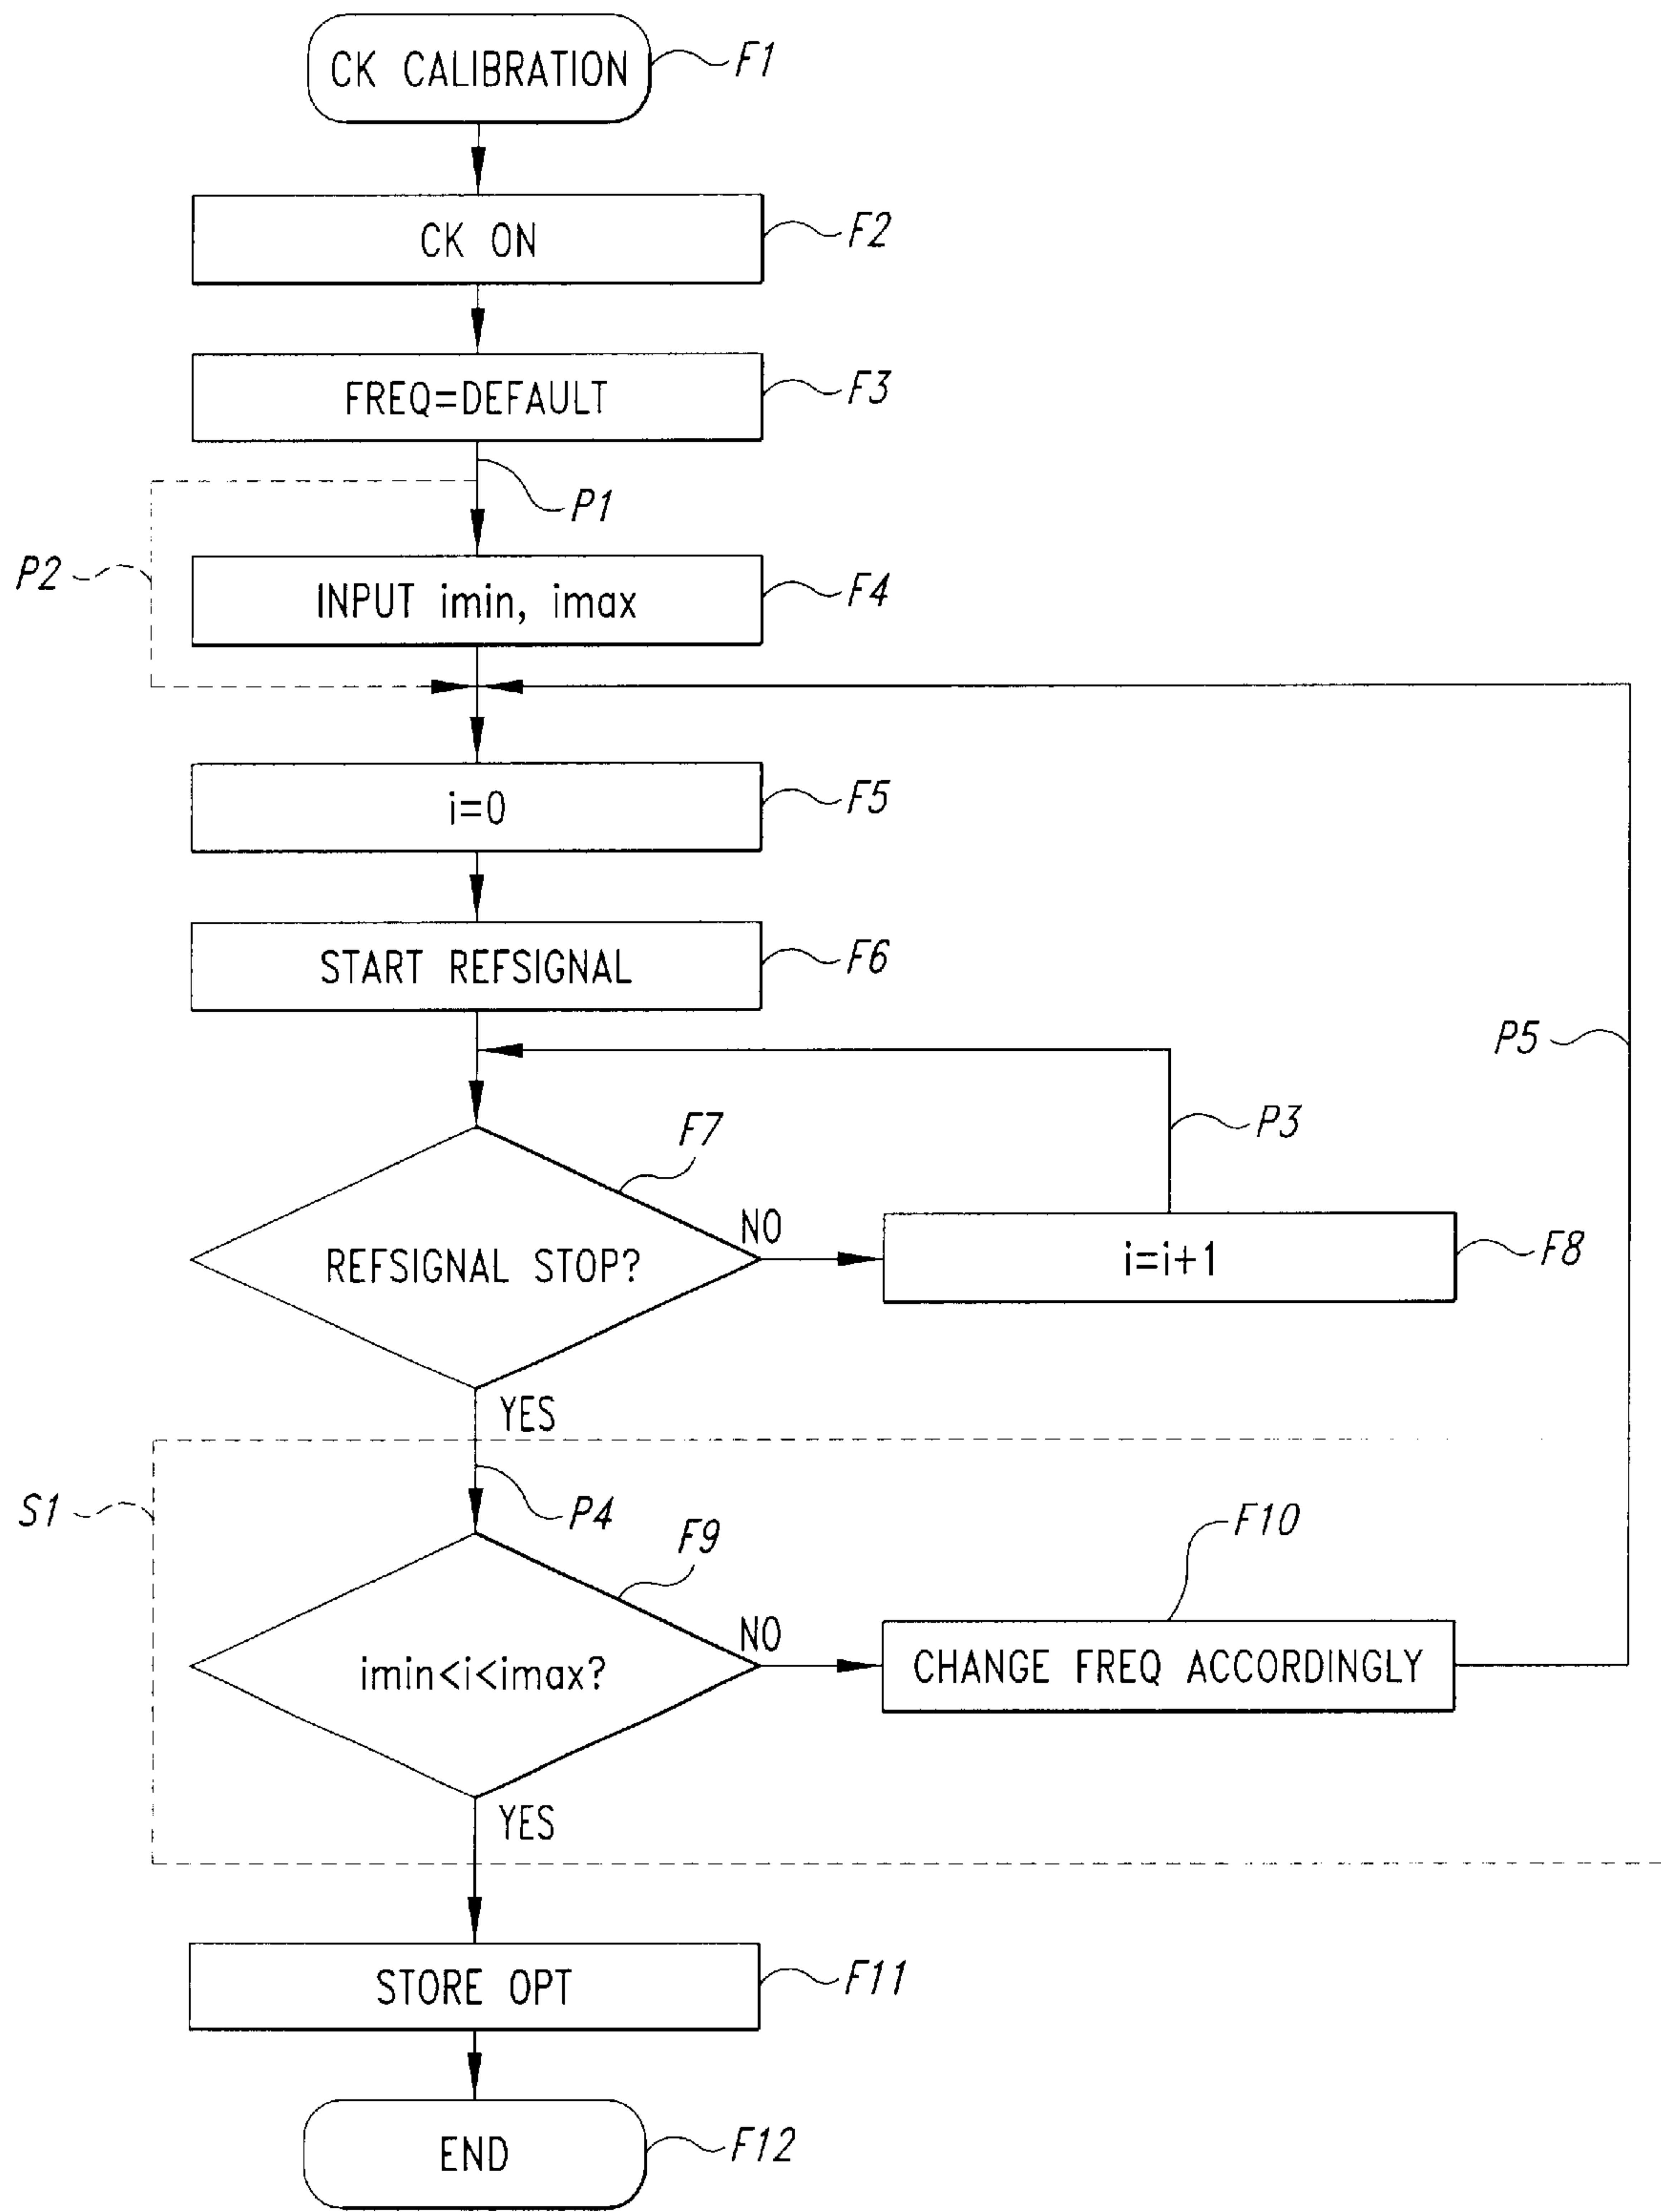 CK CALIBRATION
F1
CK ON
F2
FREQ=DEFAULT
F3
P1
P2
INPUT imin, imax
F4
i=0
F5
START REFSIGNAL
F6
P5
P3
F7
NO
REFSIGNAL STOP?
i=i+1
F8
YES
S1
P4
F9
F10
NO
imin<i<imax?
CHANGE FREQ ACCORDINGLY
YES
STORE OPT
F11
END
F12